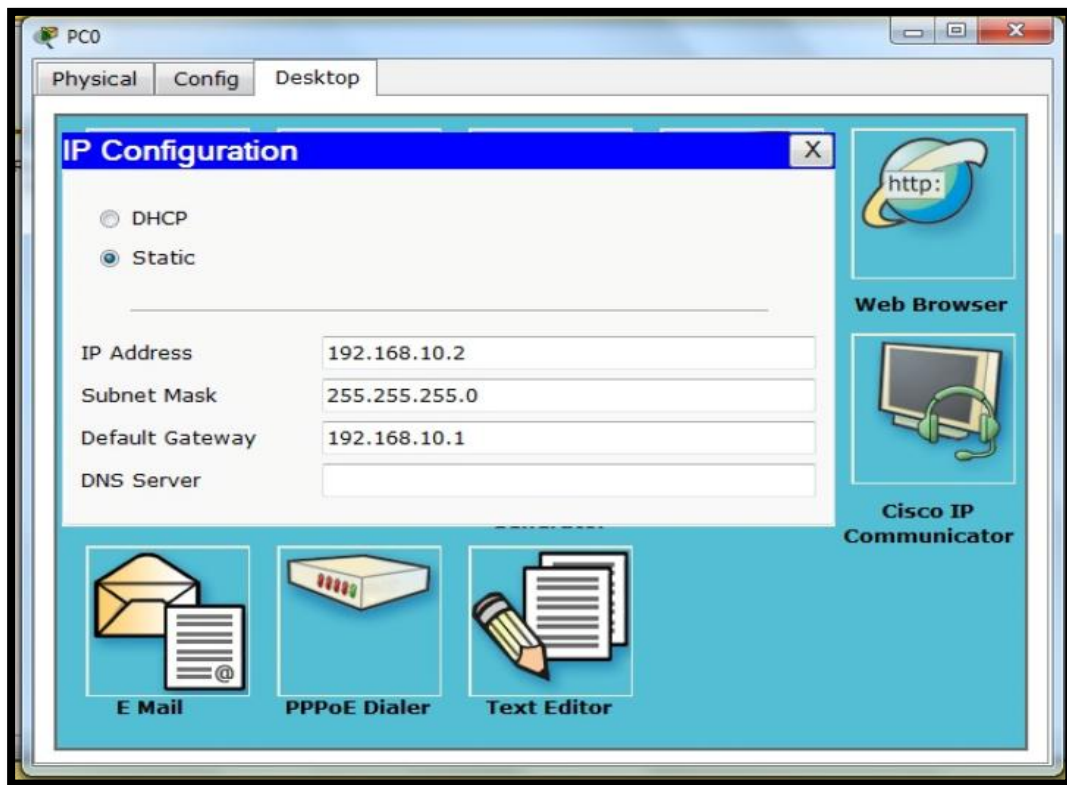 PC0
Physical Config Desktop
IP Configuration X
http:
DHCP
Static
Web Browser
IP Address 192.168.10.2
Subnet Mask 255.255.255.0
Default Gateway 192.168.10.1
DNS Server
Cisco IP
Communicator
@
E Mail PPPoE Dialer Text Editor